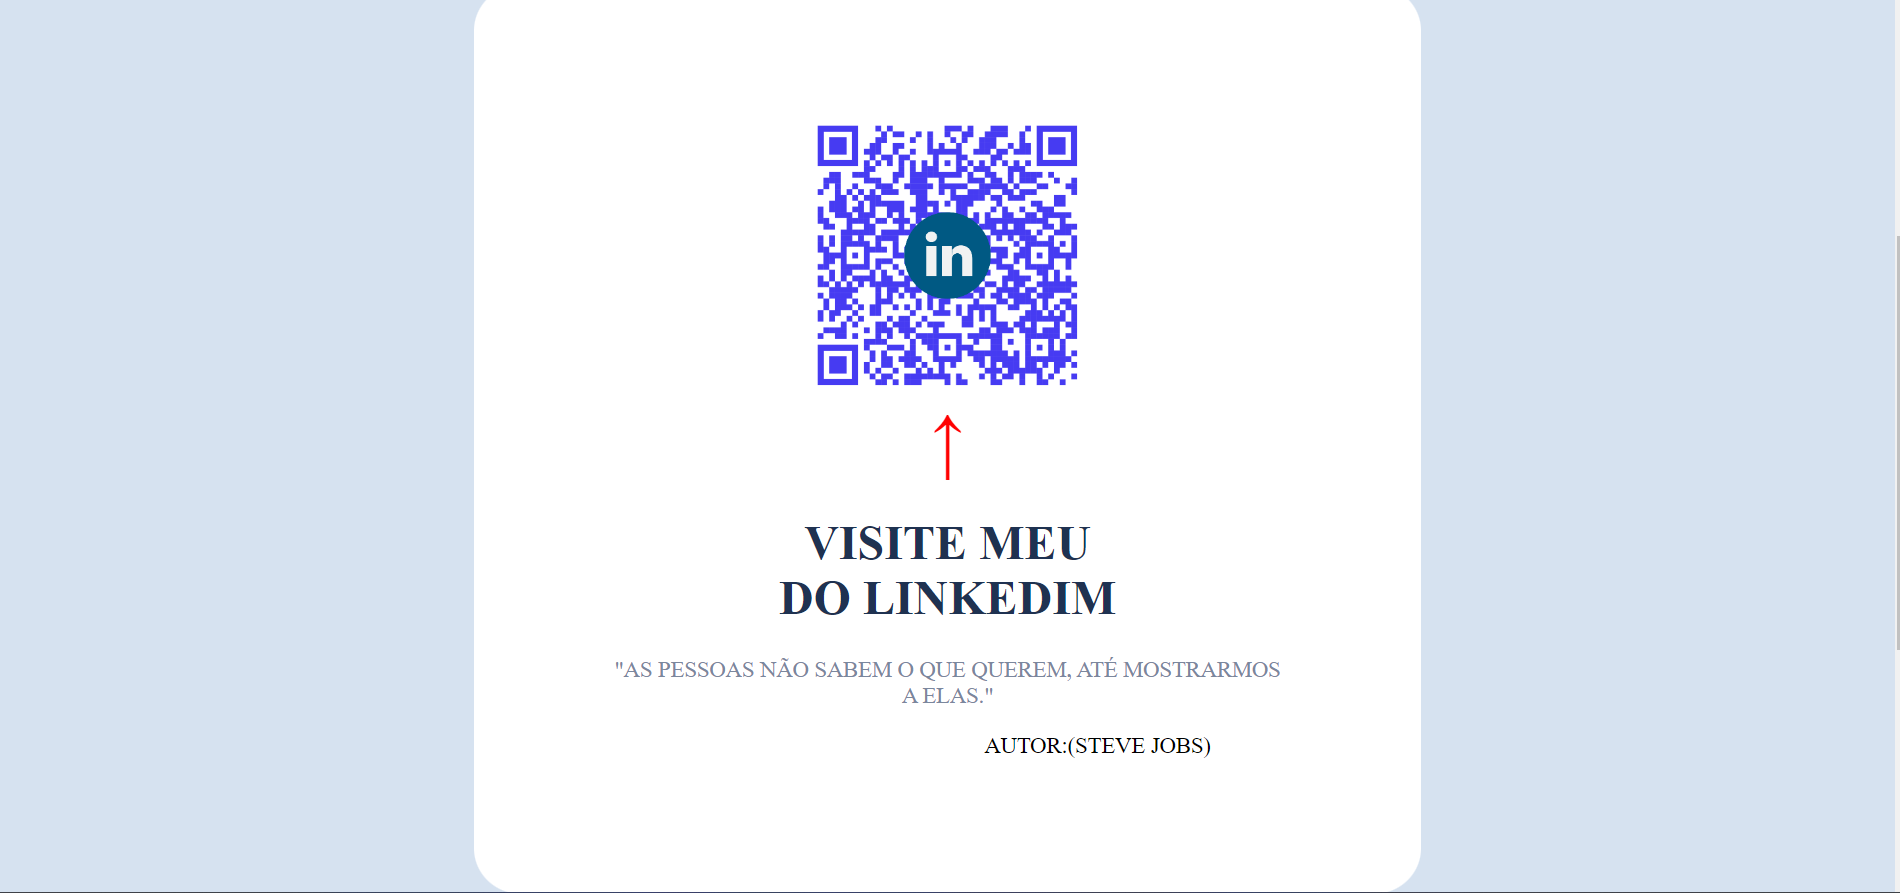 in
VISITE MEU
DO LINKEDIM
"AS PESSOAS NÃO SABEM O QUE QUEREM, ATÉ MOSTRARMOS
A ELAS."
AUTOR:(STEVE JOBS)